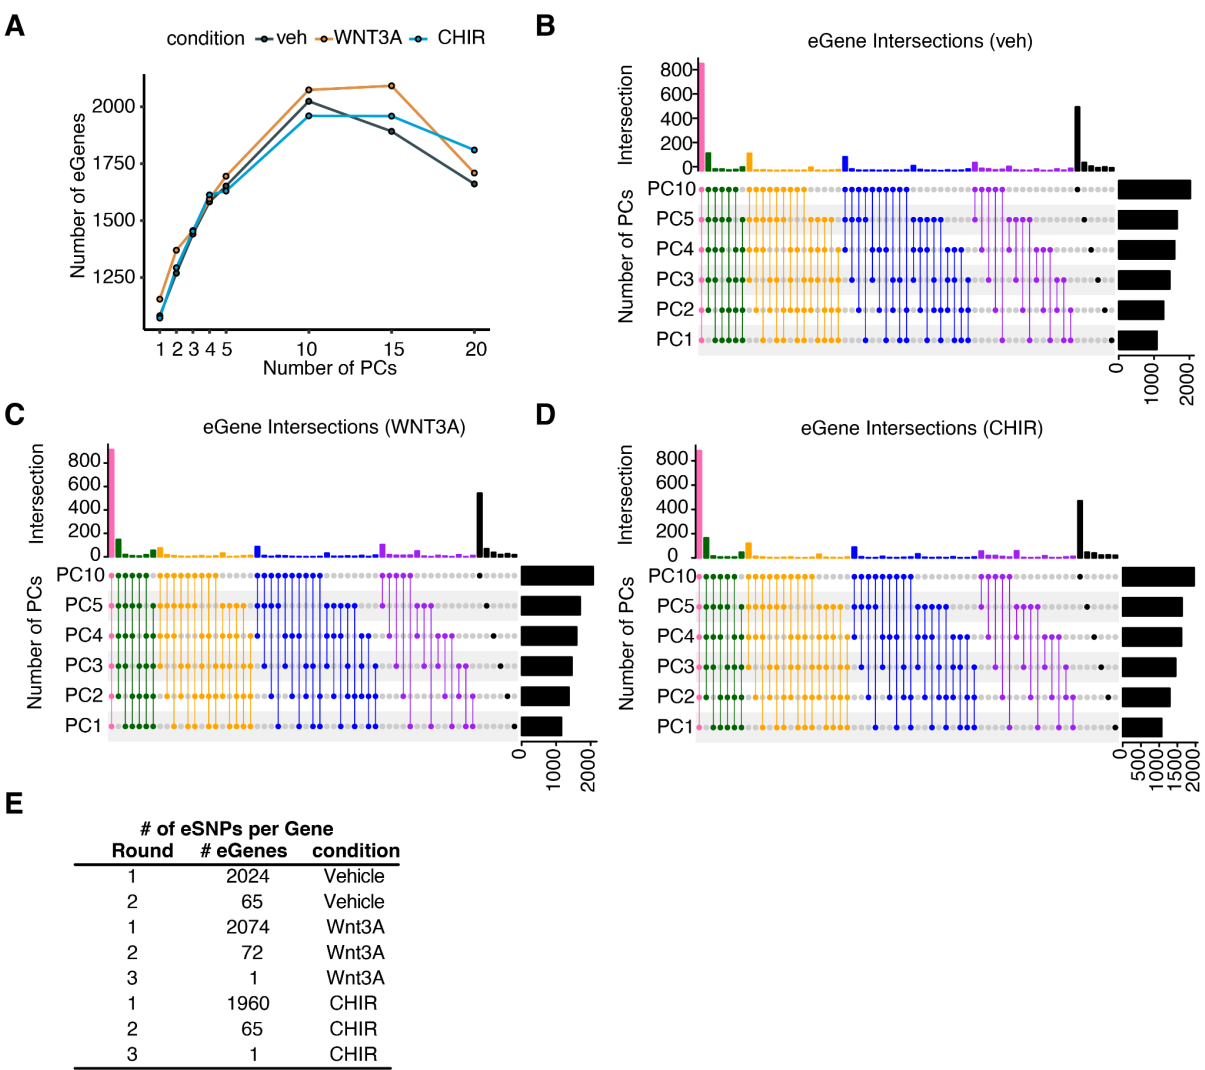 A
condition veh WNT3A CHIR
Number of eGenes
2000
1750
1500
1250
1 2 3 4 5 10 15 20
Number of PCs
B
eGene Intersections (veh)
Intersection
800
600
400
200
0
Number of PCs
PC10
PC5
PC4
PC3
PC2
PC1
0 1000 2000
C
eGene Intersections (WNT3A)
Intersection
800
600
400
200
0
Number of PCs
PC10
PC5
PC4
PC3
PC2
PC1
0 1000 2000
D
eGene Intersections (CHIR)
Intersection
800
600
400
200
0
Number of PCs
PC10
PC5
PC4
PC3
PC2
PC1
0 500 1000 1500 2000
E
# of eSNPs per Gene
Round # eGenes condition
1 2024 Vehicle
2 65 Vehicle
1 2074 Wnt3A
2 72 Wnt3A
3 1 Wnt3A
1 1960 CHIR
2 65 CHIR
3 1 CHIR